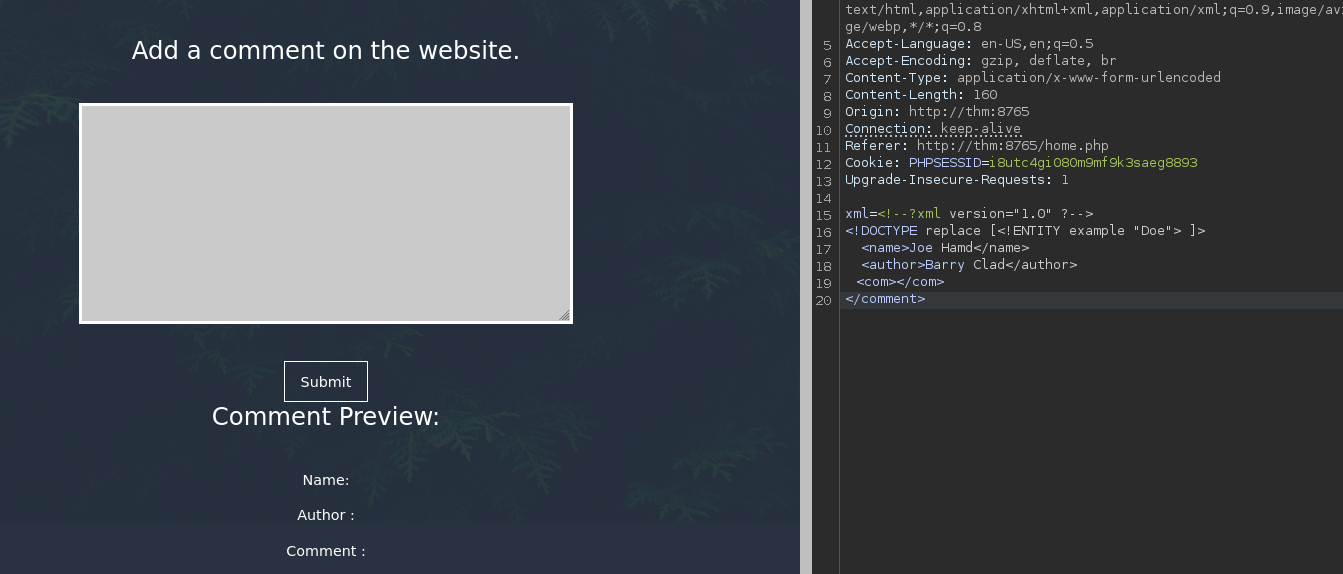 Add a comment on the website.
Submit
Comment Preview:
Name:
Author :
Comment :
text/html,application/xhtml+xml,application/xml;q=0.9,image/av
ge/webp,*/*;q=0.8
5 Accept-Language: en-US,en;q=0.5
6 Accept-Encoding: gzip, deflate, br
7 Content-Type: application/x-www-form-urlencoded
8 Content-Length: 160
9 Origin: http://thm:8765
10 Connection: keep-alive
11 Referer: http://thm:8765/home.php
12 Cookie: PHPSESSID=i8utc4gi080m9mf9k3saeg8893
13 Upgrade-Insecure-Requests: 1
14
15 xml=<!--?xml version="1.0" ?-->
16 <!DOCTYPE replace [<!ENTITY example "Doe"> ]>
17 <name>Joe Hamd</name>
18 <author>Barry Clad</author>
19 <com></com>
20 </comment>